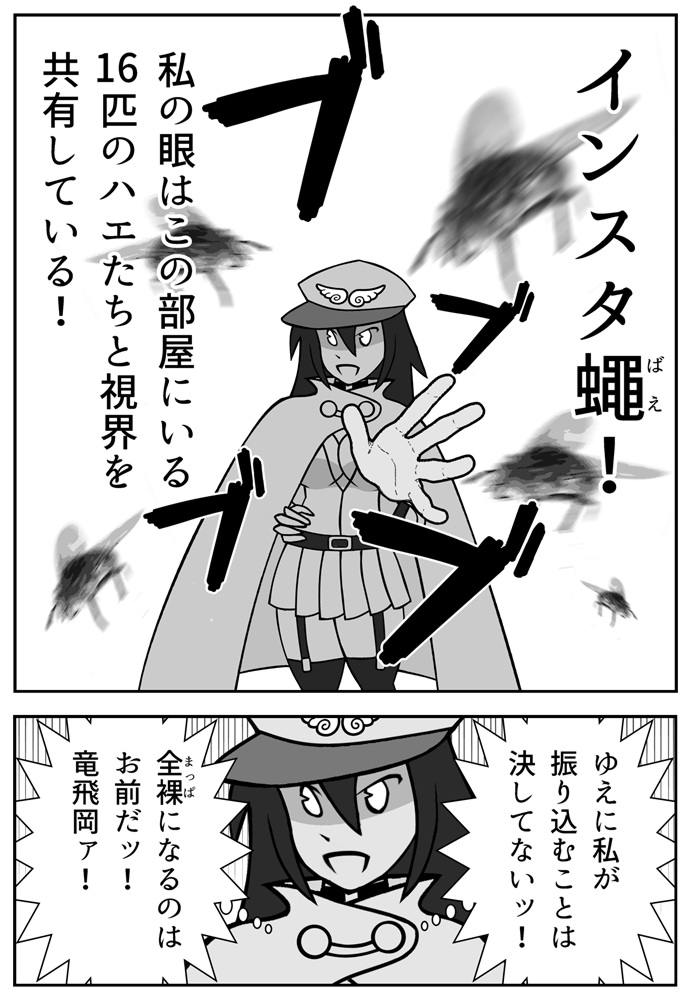 インスタ蠅!
ばえ
ブ
私の眼はこの部屋にいる
16匹のハエたちと視界を
共有している!
ブ
ブ
ブ
ゆえに私が
振り込むことは
決してないッ!
全裸になるのは
まっぱ
お前だッ!
竜飛岡ァ!